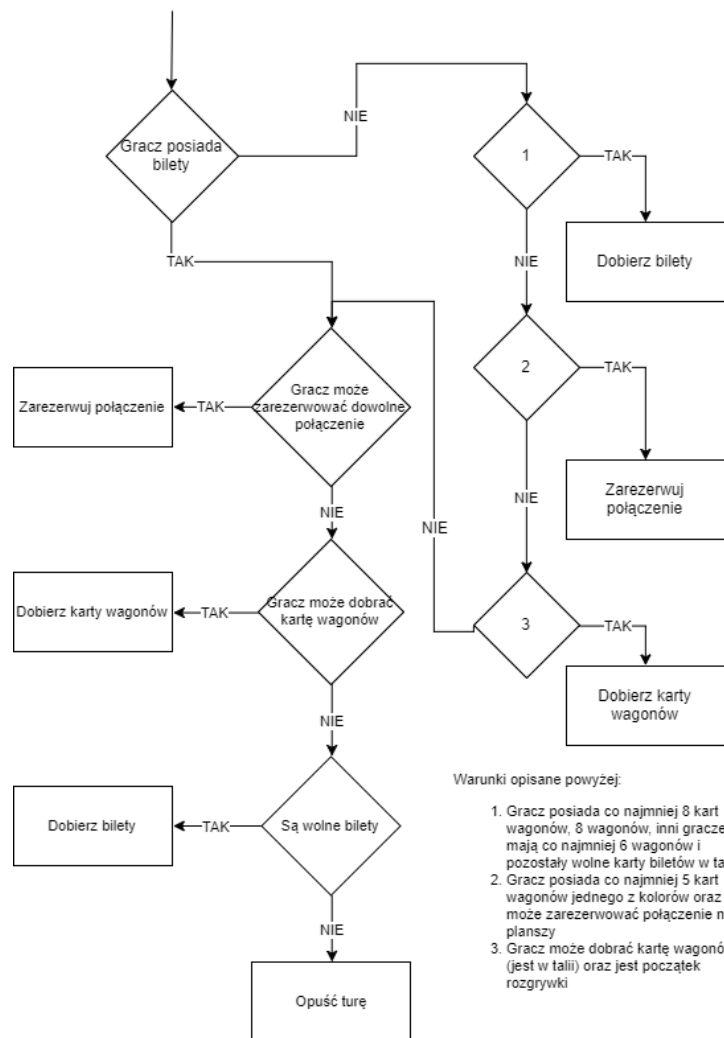 NIE
Gracz posiada
bilety
1
TAK
Dobierz bilety
TAK
NIE
Gracz może
zarezerwować dowolne
połączenie
TAK
Zarezerwuj połączenie
2
TAK
Zarezerwuj
połączenie
NIE
NIE
NIE
Gracz może dobrać
kartę wagonów
TAK
Dobierz karty wagonów
3
TAK
Dobierz karty
wagonów
NIE
Są wolne bilety
TAK
Dobierz bilety
NIE
Opuść turę
Warunki opisane powyżej:
1. Gracz posiada co najmniej 8 kart
wagonów, 8 wagonów, inni gracze
mają co najmniej 6 wagonów i
pozostały wolne karty biletów w
2. Gracz posiada co najmniej 5 kart
wagonów jednego z kolorów oraz
może zarezerwować połączenie
planszy
3. Gracz może dobrać kartę
(jest w talii) oraz jest początek
rozgrywki